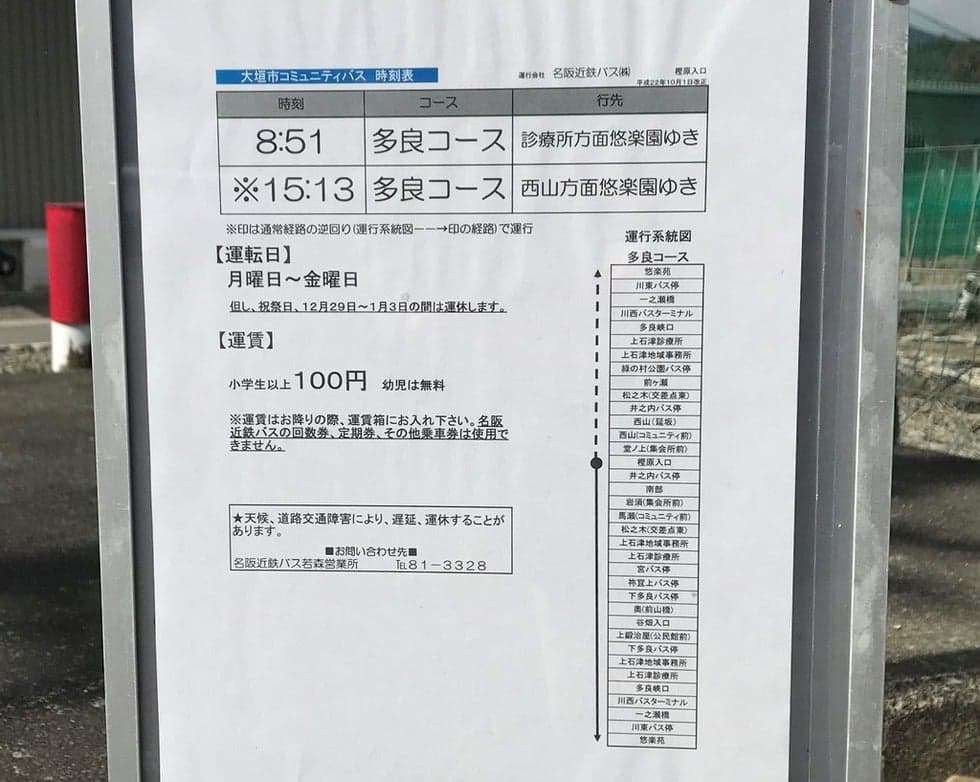 大垣市コミュニティバス 時刻表
運行会社 名阪近鉄バス㈱ 樫原入口
平成22年10月1日改正
時刻 コース 行先
8:51 多良コース 診療所方面悠楽園ゆき
※15:13 多良コース 西山方面悠楽園ゆき
※印は通常経路の逆回り(運行系統図－－→印の経路)で運行
【運転日】
月曜日～金曜日
但し、祝祭日、12月29日～1月3日の間は運休します。
【運賃】
小学生以上100円 幼児は無料
※運賃はお降りの際、運賃箱にお入れ下さい。名阪
近鉄バスの回数券、定期券、その他乗車券は使用で
きません。
★天候、道路交通障害により、遅延、運休することが
あります。
■お問い合わせ先■
名阪近鉄バス若森営業所 ℡81－3328
運行系統図
多良コース
悠楽苑
川東バス停
一之瀬橋
川西バスターミナル
多良峡口
上石津診療所
上石津地域事務所
緑の村公園バス停
前ヶ瀬
松之木(交差点東)
井之内バス停
西山(延坂)
西山(コミュニティ前)
堂ノ上(集会所前)
樫原入口
井之内バス停
南部
岩須(集会所前)
馬瀬(コミュニティ前)
松之木(交差点東)
上石津地域事務所
上石津診療所
宮バス停
祢宜上バス停
下多良バス停
奥(前山橋)
谷畑入口
上鍛治屋(公民館前)
下多良バス停
上石津地域事務所
上石津診療所
多良峡口
川西バスターミナル
一之瀬橋
川東バス停
悠楽苑